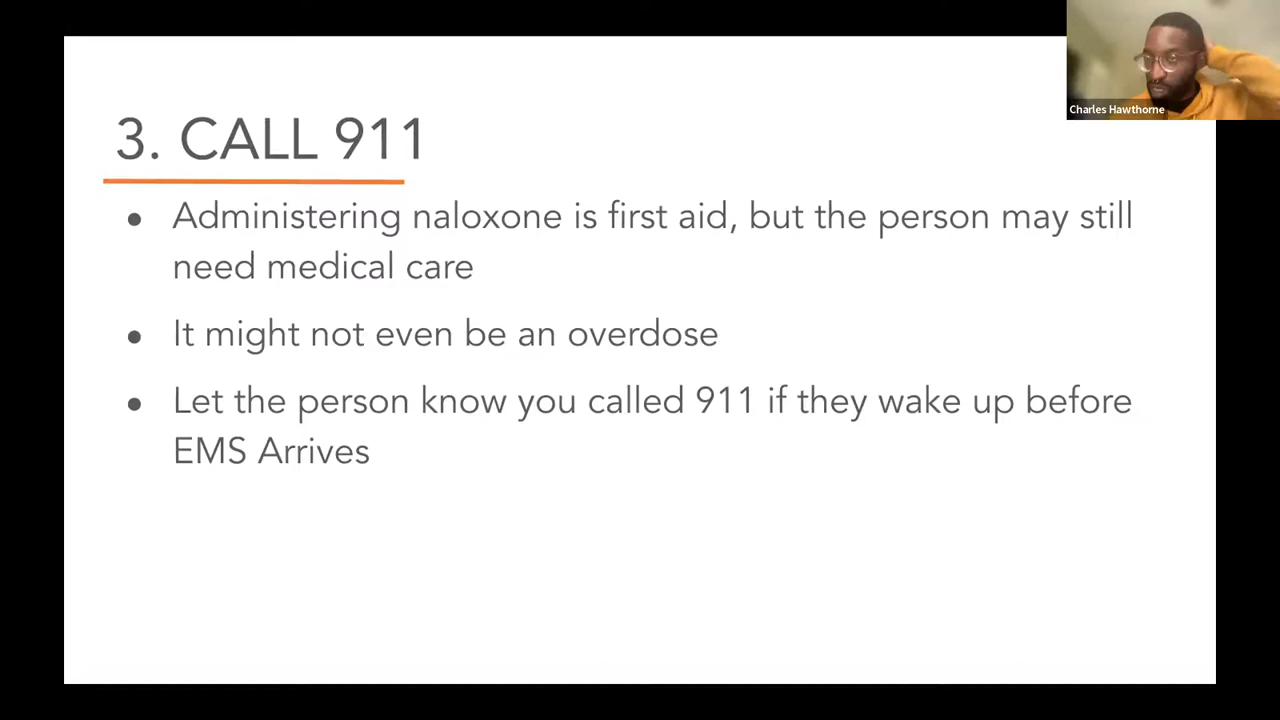 Charles Hawthorne
3. CALL 911
● Administering naloxone is first aid, but the person may still
need medical care
● It might not even be an overdose
● Let the person know you called 911 if they wake up before
EMS Arrives